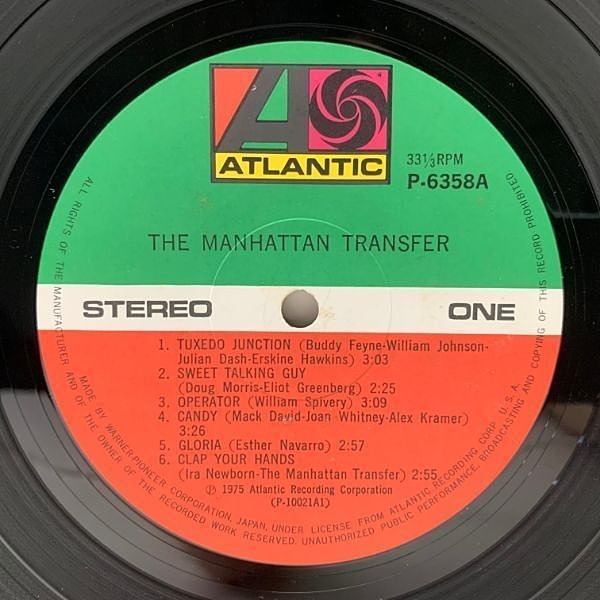 ATLANTIC
33⅓RPM
P-6358A
THE MANHATTAN TRANSFER
STEREO
ONE
1. TUXEDO JUNCTION (Buddy Feyne-William Johnson-
Julian Dash-Erskine Hawkins) 3:03
2. SWEET TALKING GUY
(Doug Morris-Eliot Greenberg) 2:25
3. OPERATOR (William Spivery) 3:09
4. CANDY (Mack David-Joan Whitney-Alex Kramer)
3:26
5. GLORIA (Esther Navarro) 2:57
6. CLAP YOUR HANDS
(Ira Newborn-The Manhattan Transfer) 2:55
℗ 1975 Atlantic Recording Corporation
(P-10021A1)
ALL RIGHTS OF THE MANUFACTURER AND OF THE OWNER OF THE RECORDED WORK RESERVED. UNAUTHORIZED PUBLIC PERFORMANCE, BROADCASTING AND COPYING OF THIS RECORD PROHIBITED
MADE BY WARNER-PIONEER CORPORATION, JAPAN, UNDER LICENSE FROM ATLANTIC RECORDING CORP. U.S.A.